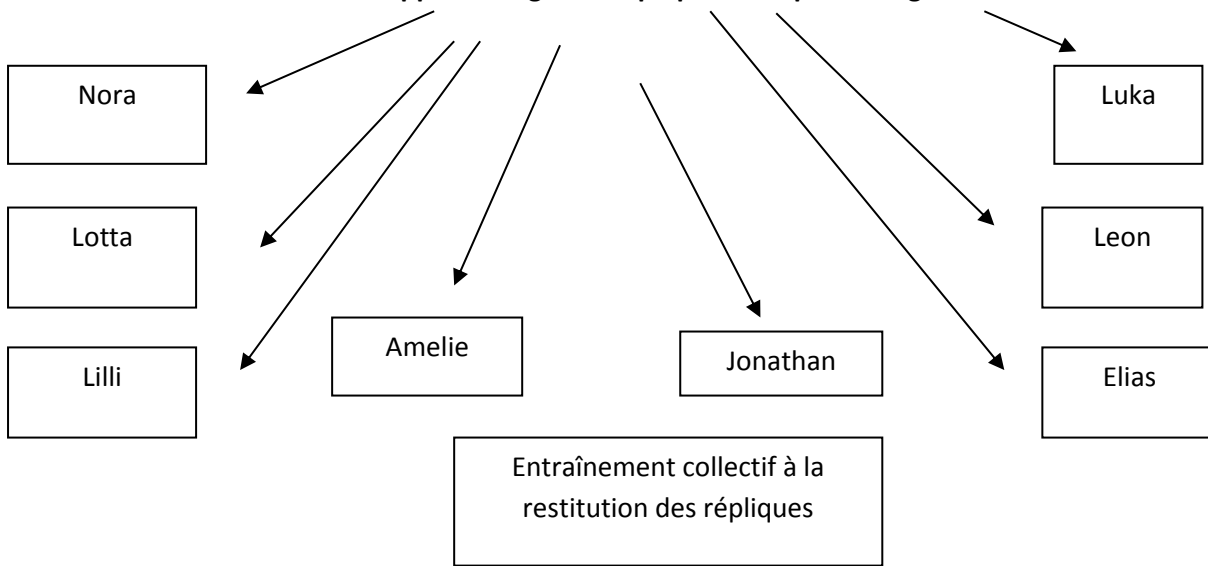 Nora
Luka
Lotta
Leon
Amelie
Jonathan
Lilli
Elias
Entraînement collectif à la
restitution des répliques